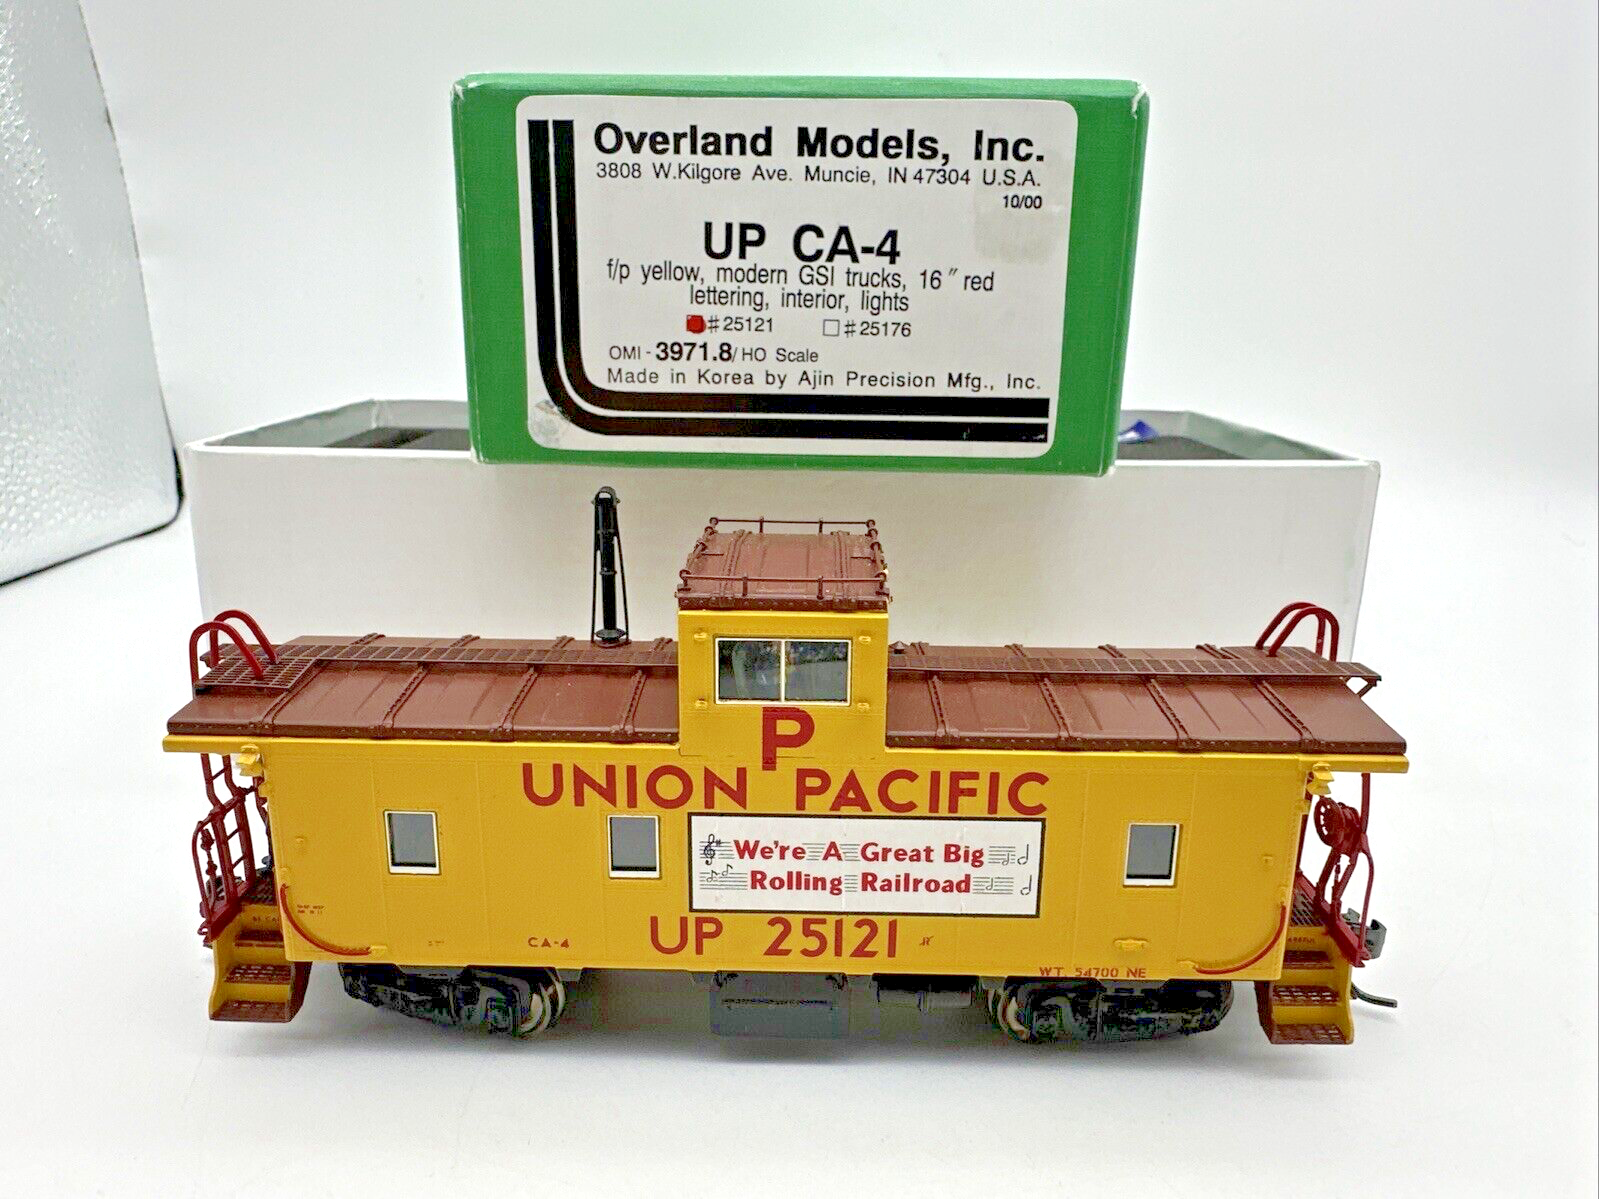 Overland Models, Inc.
3808 W.Kilgore Ave. Muncie, IN 47304 U.S.A.
10/00
UP CA-4
f/p yellow, modern GSI trucks, 16" red
lettering, interior, lights
#25121 #25176
OMI-3971.8/HO Scale
Made in Korea by Ajin Precision Mfg., Inc.
P
UNION PACIFIC
We're A Great Big
Rolling Railroad
UP 25121
CA-4
WT. 54700 NE